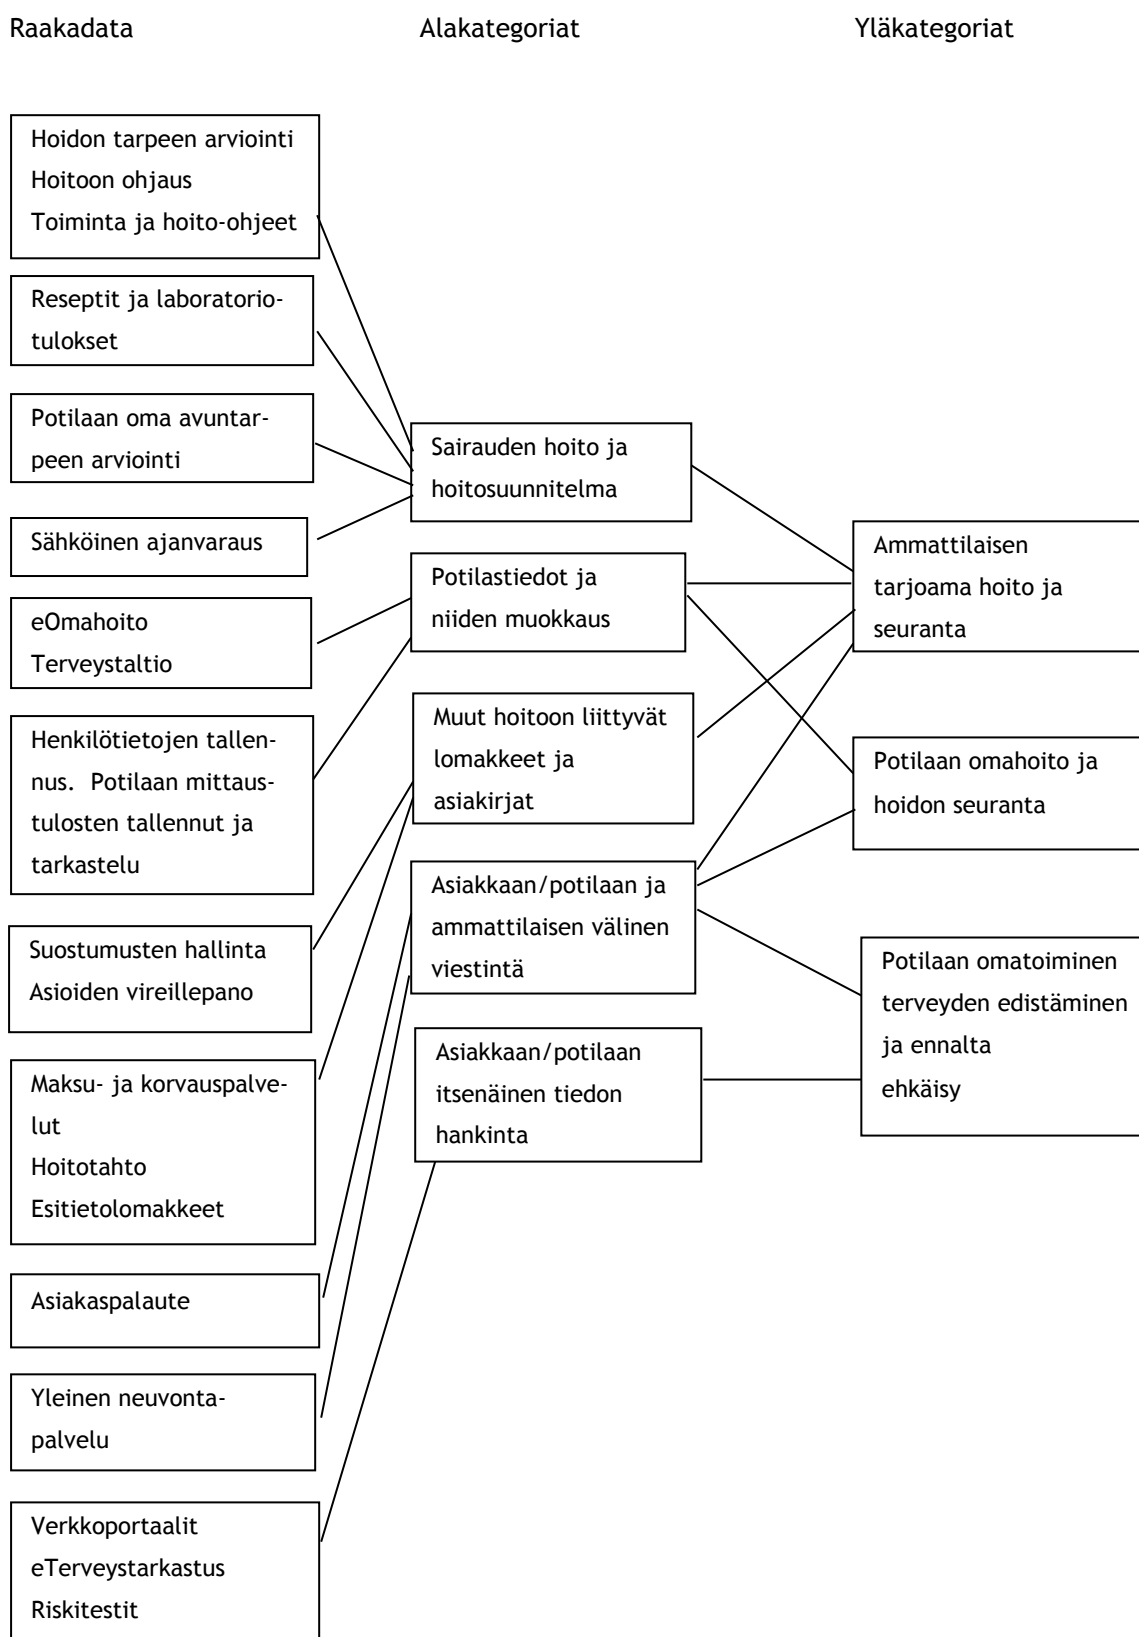 Raakadata
Alakategoriat
Yläkategoriat
Hoidon tarpeen arviointi
Hoitoon ohjaus
Toiminta ja hoito-ohjeet
Reseptit ja laboratorio-
tulokset
Potilaan oma avuntar-
peen arviointi
Sähköinen ajanvaraus
eOmahoito
Terveystaltio
Henkilötietojen tallen-
nus.  Potilaan mittaus-
tulosten tallennut ja
tarkastelu
Suostumusten hallinta
Asioiden vireillepano
Maksu- ja korvauspalve-
lut
Hoitotahto
Esitietolomakkeet
Asiakaspalaute
Yleinen neuvonta-
palvelu
Verkkoportaalit
eTerveystarkastus
Riskitestit
Sairauden hoito ja
hoitosuunnitelma
Potilastiedot ja
niiden muokkaus
Muut hoitoon liittyvät
lomakkeet ja
asiakirjat
Asiakkaan/potilaan ja
ammattilaisen välinen
viestintä
Asiakkaan/potilaan
itsenäinen tiedon
hankinta
Ammattilaisen
tarjoama hoito ja
seuranta
Potilaan omahoito ja
hoidon seuranta
Potilaan omatoiminen
terveyden edistäminen
ja ennalta
ehkäisy